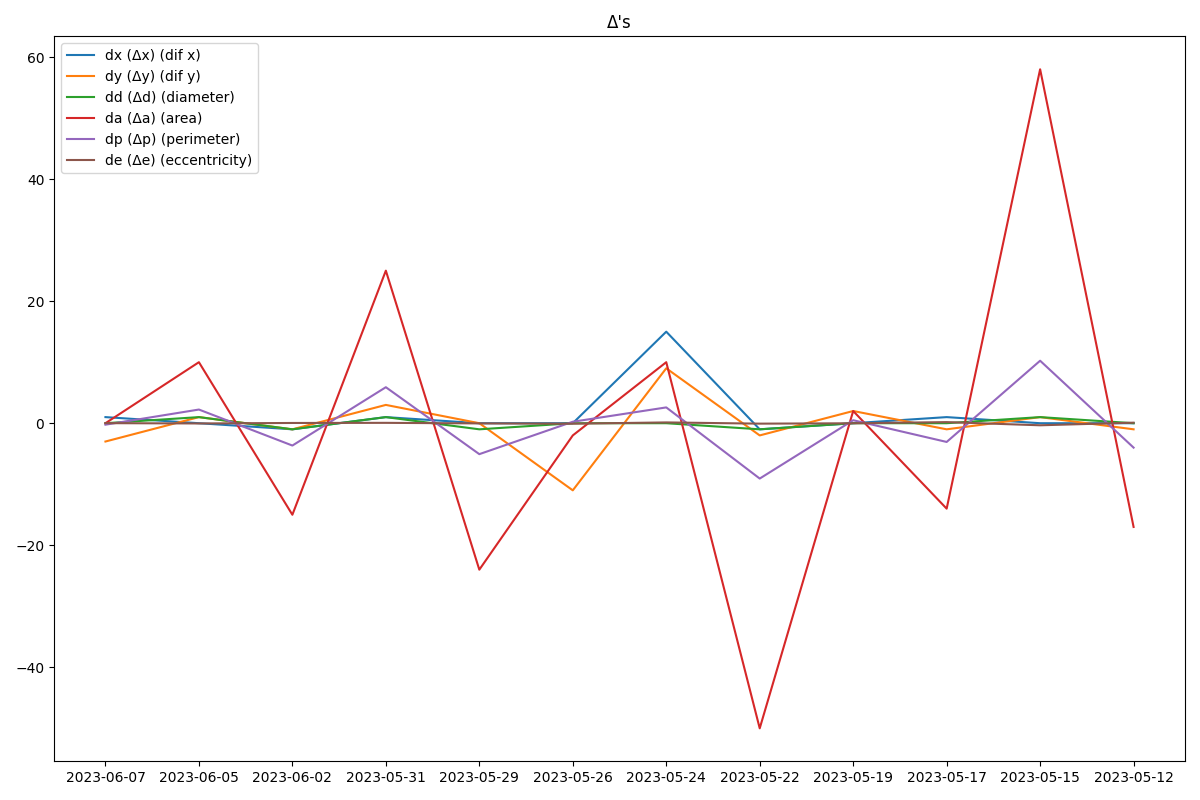 Δ's
dx (Δx) (dif x)
dy (Δy) (dif y)
dd (Δd) (diameter)
da (Δa) (area)
dp (Δp) (perimeter)
de (Δe) (eccentricity)
60
40
20
0
−20
−40
2023-06-07 2023-06-05 2023-06-02 2023-05-31 2023-05-29 2023-05-26 2023-05-24 2023-05-22 2023-05-19 2023-05-17 2023-05-15 2023-05-12